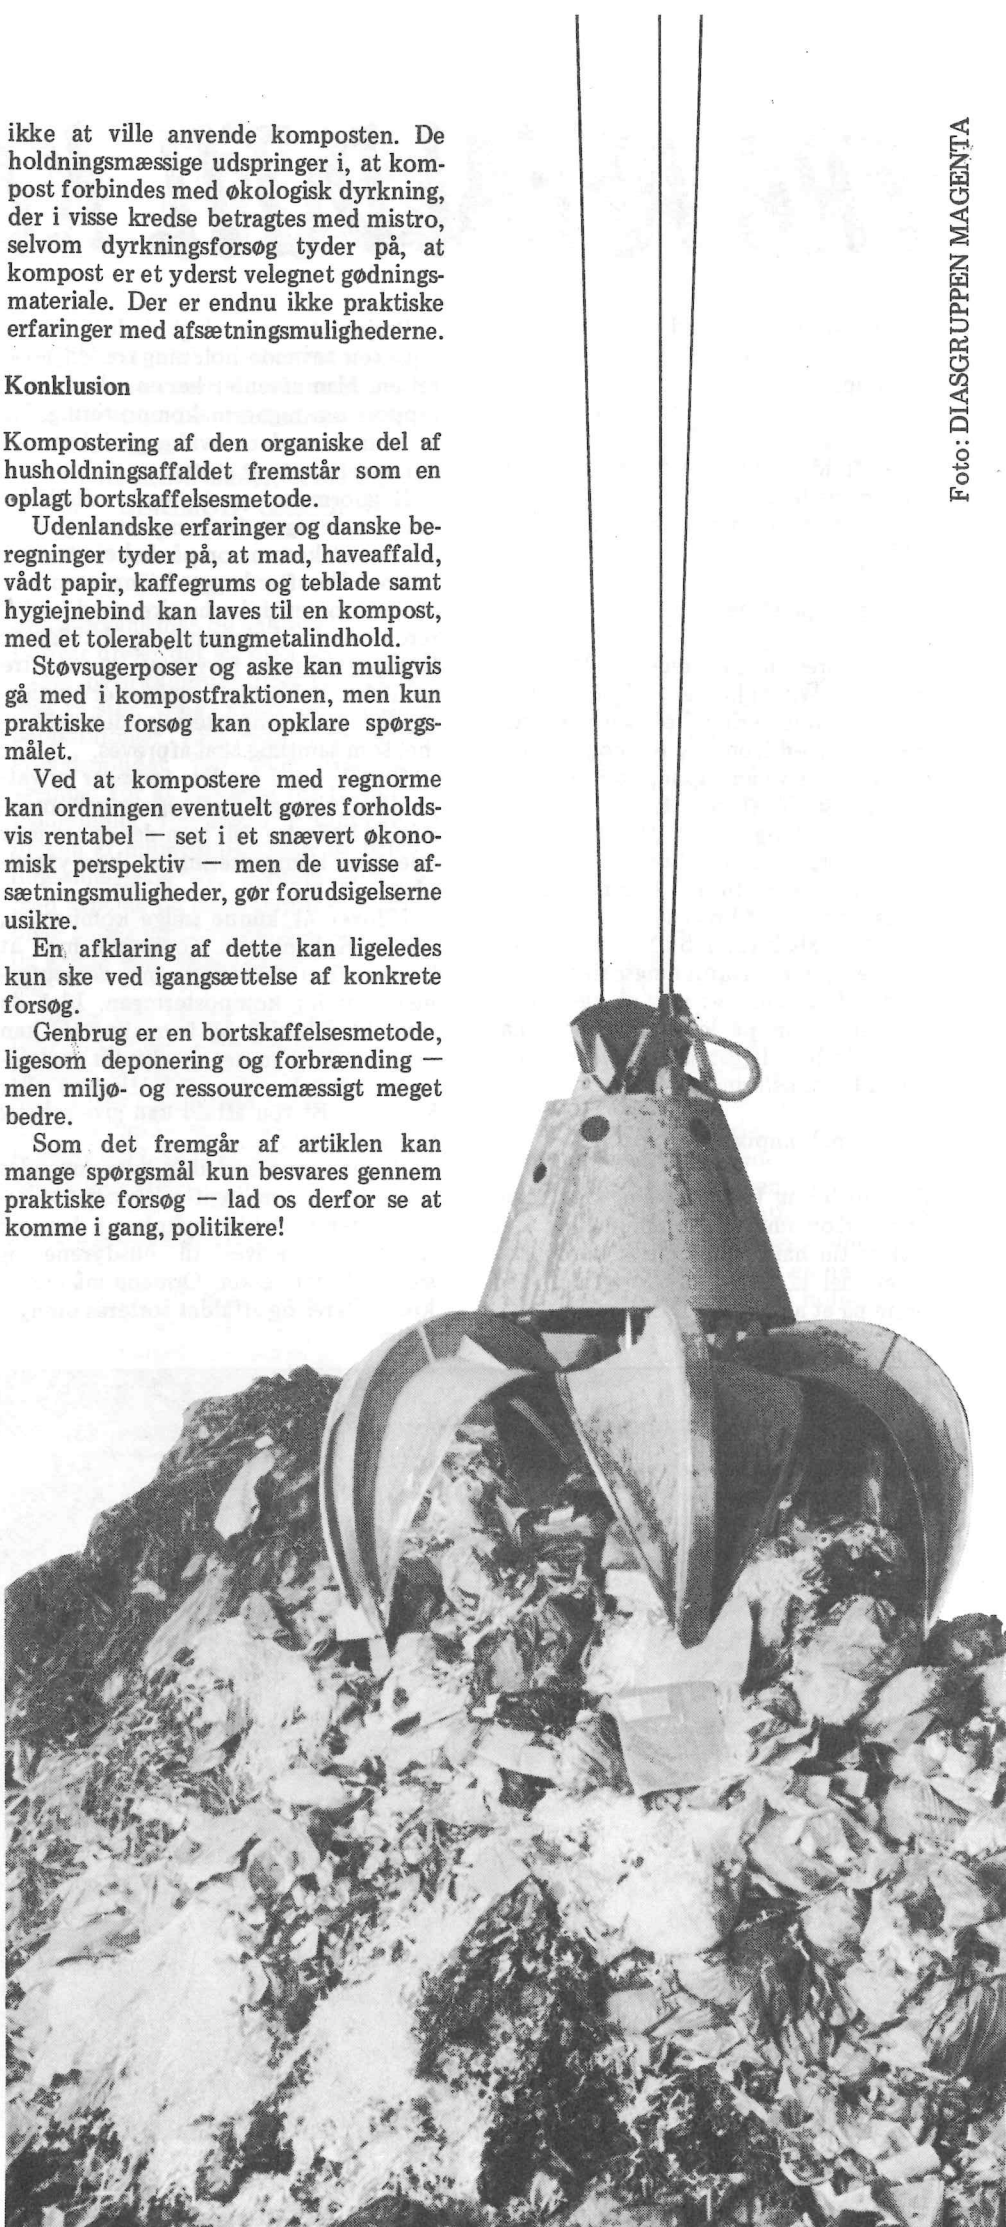 ikke at ville anvende komposten. De
holdningsmæssige udspringer i, at kom-
post forbindes med økologisk dyrkning,
der i visse kredse betragtes med mistro,
selvom dyrkningsforsøg tyder på, at
kompost er et yderst velegnet gødnings-
materiale. Der er endnu ikke praktiske
erfaringer med afsætningsmulighederne.
Konklusion
Kompostering af den organiske del af
husholdningsaffaldet fremstår som en
oplagt bortskaffelsesmetode.
Udenlandske erfaringer og danske be-
regninger tyder på, at mad, haveaffald,
vådt papir, kaffegrums og teblade samt
hygiejnebind kan laves til en kompost,
med et tolerabelt tungmetalindhold.
Støvsugerposer og aske kan muligvis
gå med i kompostfraktionen, men kun
praktiske forsøg kan opklare spørgs-
målet.
Ved at kompostere med regnorme
kan ordningen eventuelt gøres forholds-
vis rentabel — set i et snævert økono-
misk perspektiv — men de uvisse af-
sætningsmuligheder, gør forudsigelserne
usikre.
En afklaring af dette kan ligeledes
kun ske ved igangsættelse af konkrete
forsøg.
Genbrug er en bortskaffelsesmetode,
ligesom deponering og forbrænding —
men miljø- og ressourcemæssigt meget
bedre.
Som det fremgår af artiklen kan
mange spørgsmål kun besvares gennem
praktiske forsøg — lad os derfor se at
komme i gang, politikere!
Foto: DIASGRUPPEN MAGENTA